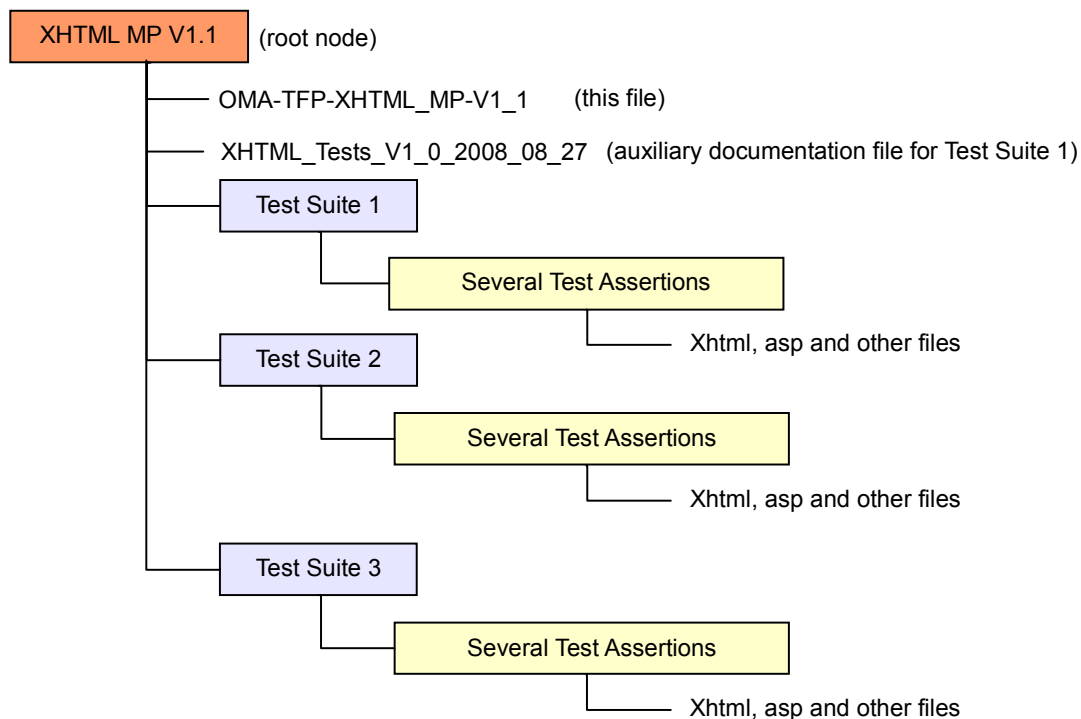 XHTML MP V1.1 (root node)
OMA-TFP-XHTML_MP-V1_1 (this file)
XHTML_Tests_V1_0_2008_08_27 (auxiliary documentation file for Test Suite 1)
Test Suite 1
Several Test Assertions
Xhtml, asp and other files
Test Suite 2
Several Test Assertions
Xhtml, asp and other files
Test Suite 3
Several Test Assertions
Xhtml, asp and other files